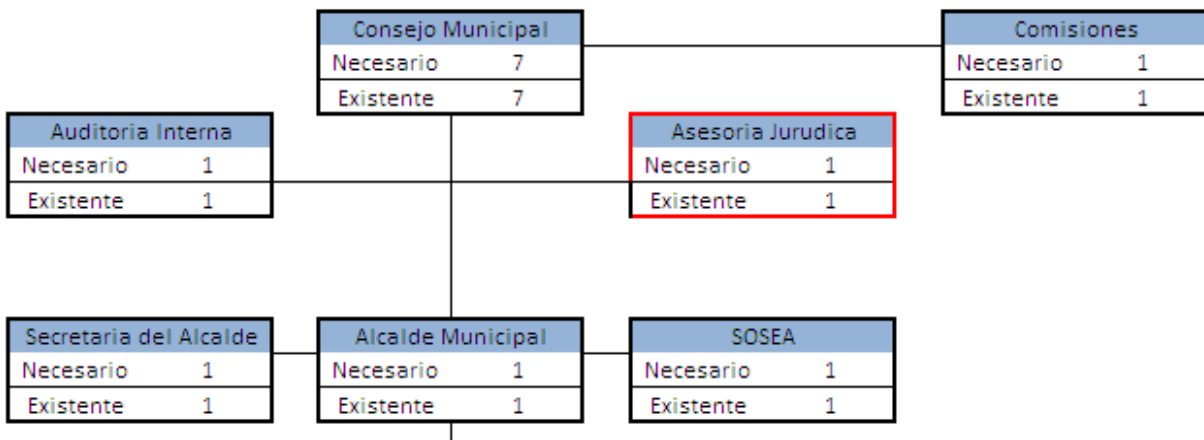 Consejo Municipal
Necesario 7
Existente 7
Comisiones
Necesario 1
Existente 1
Auditoria Interna
Necesario 1
Existente 1
Asesoria Jurudica
Necesario 1
Existente 1
Secretaria del Alcalde
Necesario 1
Existente 1
Alcalde Municipal
Necesario 1
Existente 1
SOSEA
Necesario 1
Existente 1